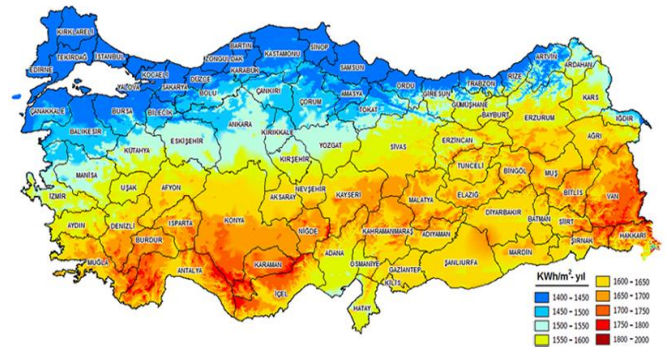 KIRKLARELİ
TEKİRDAĞ
İSTANBUL
EDİRNE
KOCAELİ
YALOVA
SAKARYA
DÜZCE
BOLU
ZONGULDAK
BARTIN
KARABÜK
KASTAMONU
SİNOP
SAMSUN
ÇANKIRI
ÇORUM
AMASYA
TOKAT
ORDU
GİRESUN
TRABZON
RİZE
ARTVİN
ARDAHAN
KARS
GÜMÜŞHANE
BAYBURT
ERZURUM
IĞDIR
AĞRI
ÇANAKKALE
BURSA
BİLECİK
BALIKESİR
KÜTAHYA
ESKİŞEHİR
ANKARA
KIRIKKALE
KIRŞEHİR
YOZGAT
SİVAS
ERZİNCAN
TUNCELİ
BİNGÖL
MUŞ
BİTLİS
VAN
MANİSA
İZMİR
UŞAK
AFYON
AKSARAY
NEVŞEHİR
KAYSERİ
MALATYA
ELAZIĞ
DİYARBAKIR
BATMAN
SİİRT
ŞIRNAK
HAKKARİ
AYDIN
DENİZLİ
ISPARTA
BURDUR
KONYA
NİĞDE
KAHRAMANMARAŞ
ADIYAMAN
MARDİN
ŞANLIURFA
MUĞLA
ANTALYA
KARAMAN
İÇEL
ADANA
OSMANİYE
GAZİANTEP
KİLİS
HATAY
KWh/m²-yıl
1400 - 1450
1450 - 1500
1500 - 1550
1550 - 1600
1600 - 1650
1650 - 1700
1700 - 1750
1750 - 1800
1800 - 2000